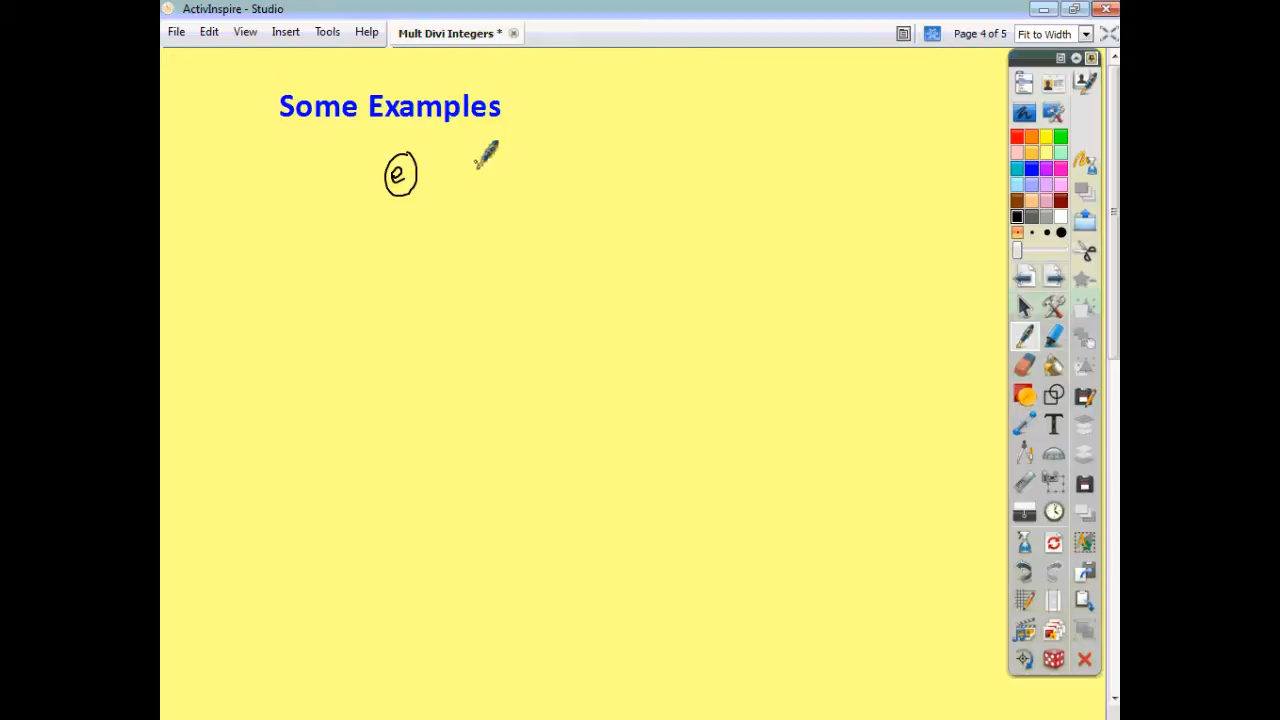 ActivInspire - Studio
File Edit View Insert Tools Help Mult Divi Integers * Page 4 of 5 Fit to Width
Some Examples
e